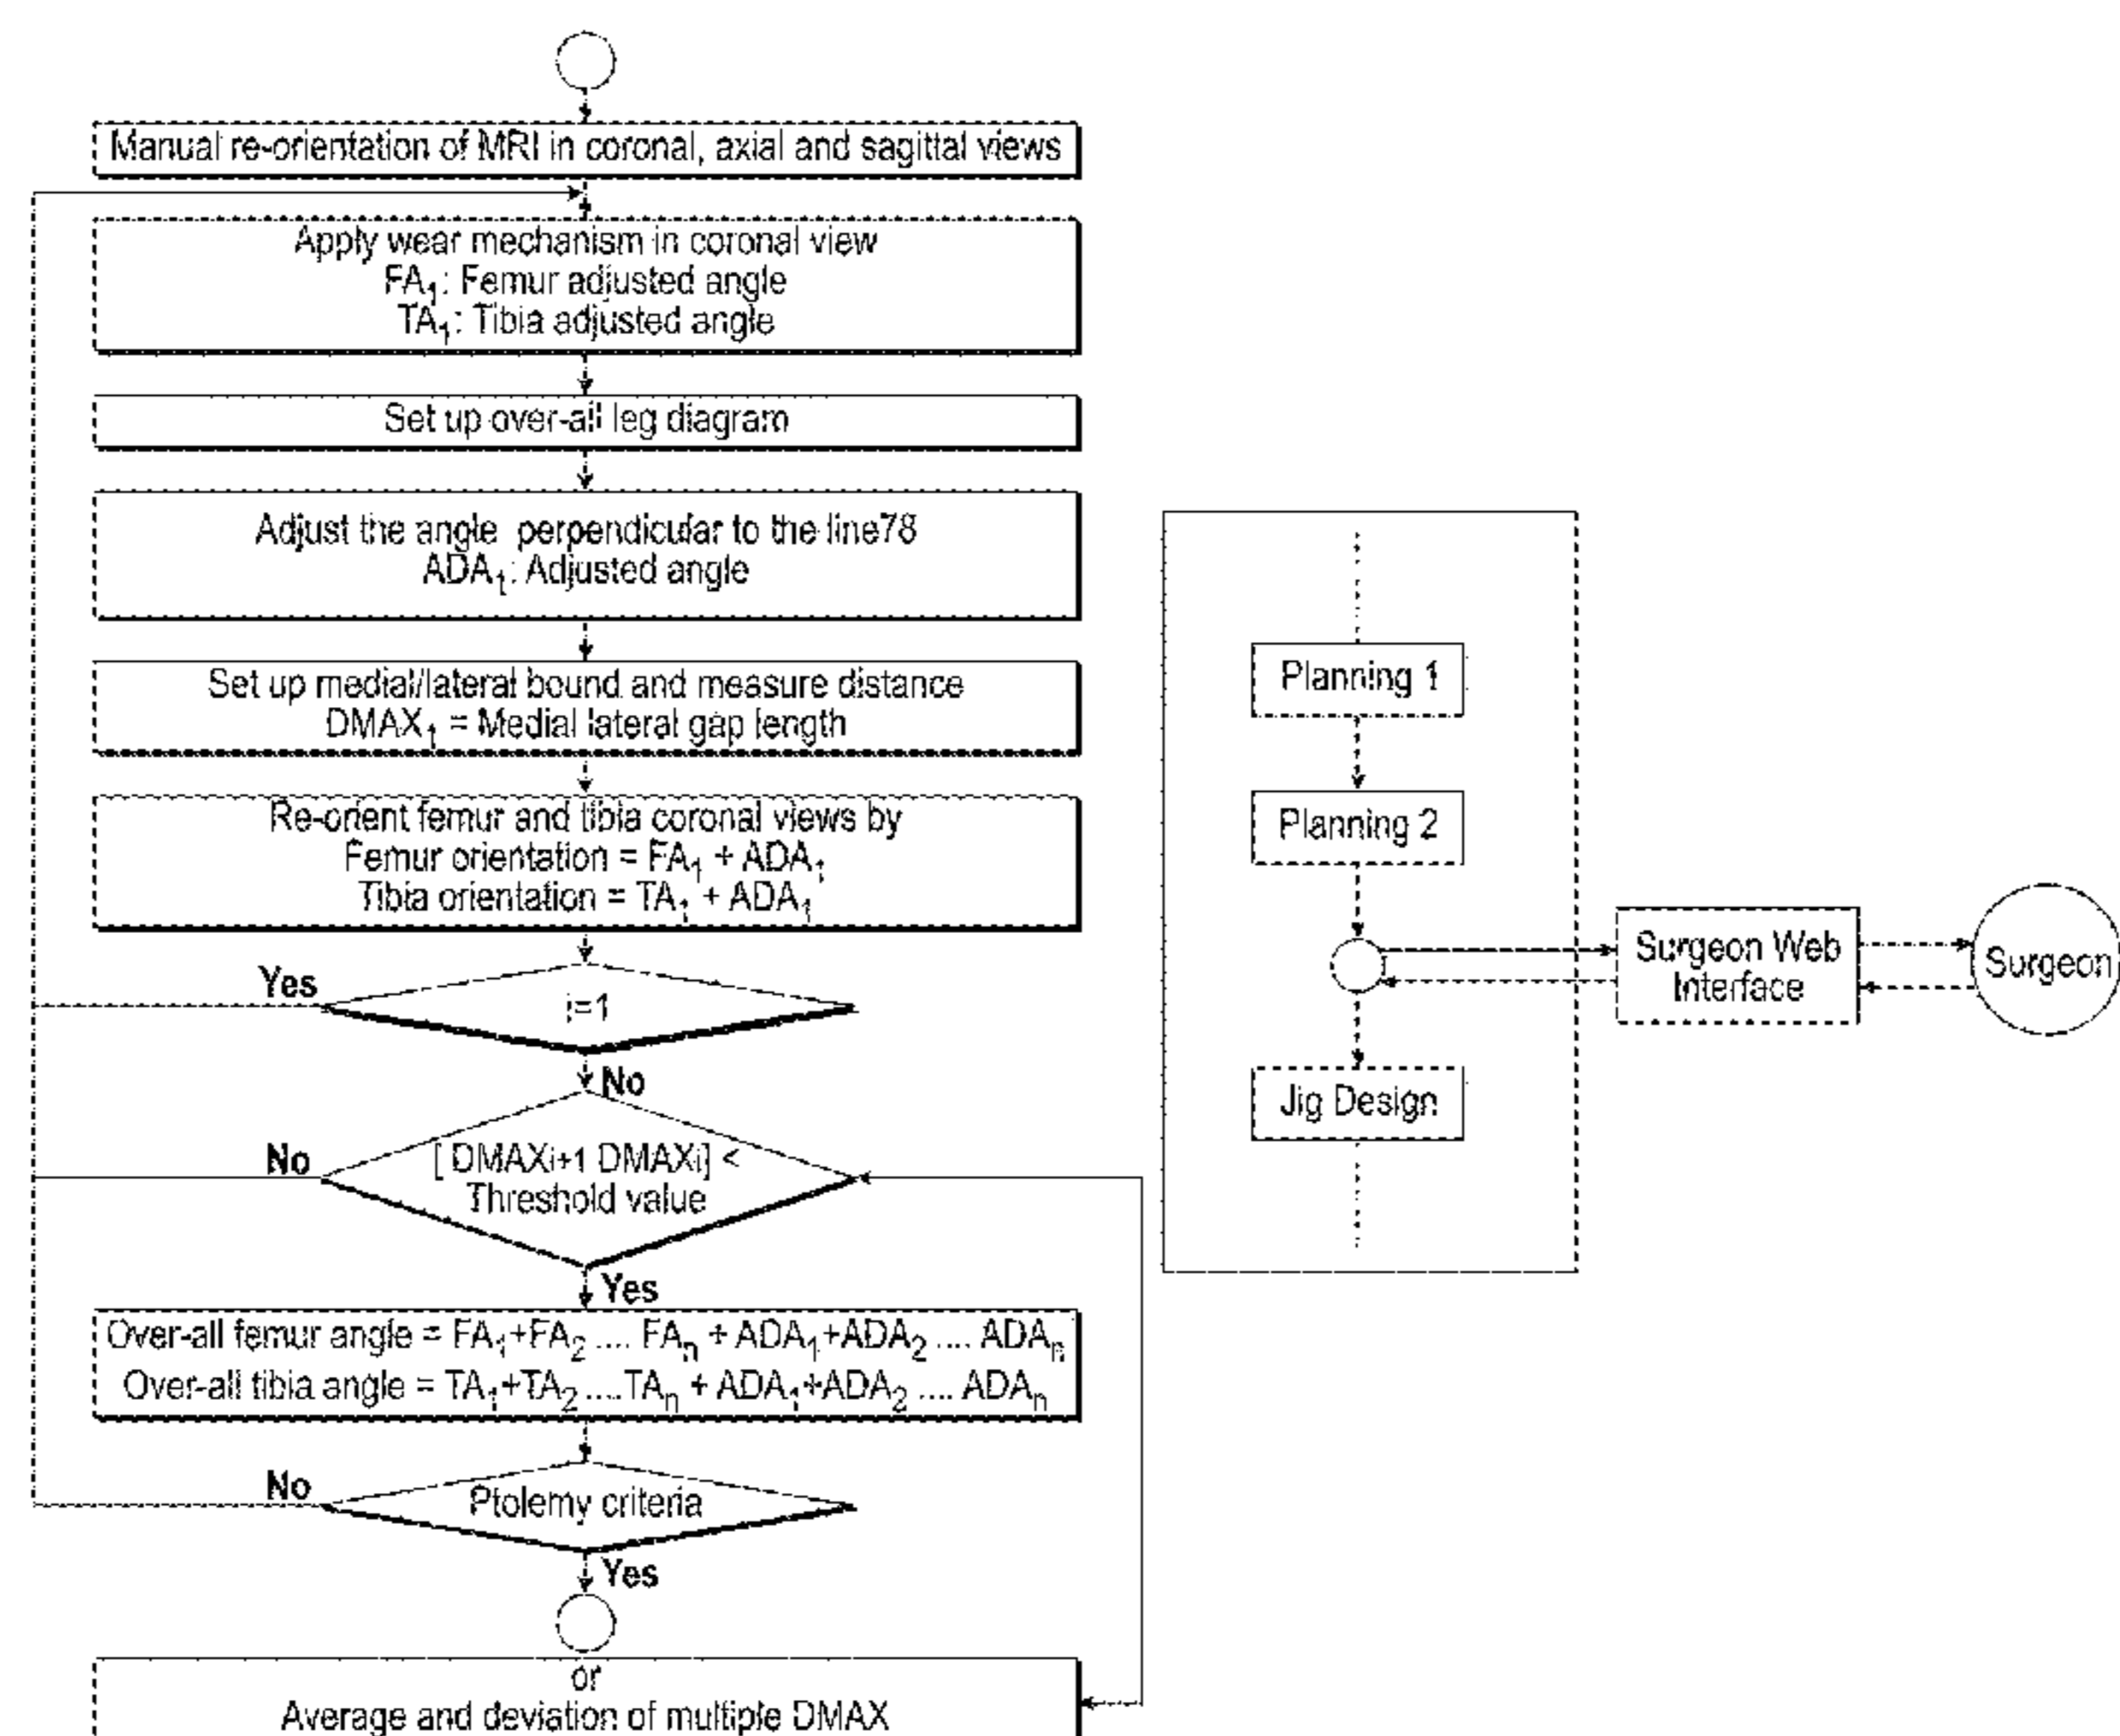 Manual re-orientation of MRI in coronal, axial and sagittal views
Apply wear mechanism in coronal view
FA₁: Femur adjusted angle
TA₁: Tibia adjusted angle
Set up over-all leg diagram
Adjust the angle perpendicular to the line78
ADA₁: Adjusted angle
Set up medial/lateral bound and measure distance
DMAX₁ = Medial lateral gap length
Re-orient femur and tibia coronal views by
Femur orientation = FA₁ + ADA₁
Tibia orientation = TA₁ + ADA₁
Yes
i=1
No
No
[ DMAXi+1 DMAXi] <
Threshold value
Yes
Over-all femur angle = FA₁+FA₂ .... FAₙ + ADA₁+ADA₂ .... ADAₙ
Over-all tibia angle = TA₁+TA₂ ....TAₙ + ADA₁+ADA₂ .... ADAₙ
No
Ptolemy criteria
Yes
or
Average and deviation of multiple DMAX
Planning 1
Planning 2
Jig Design
Surgeon Web
Interface
Surgeon